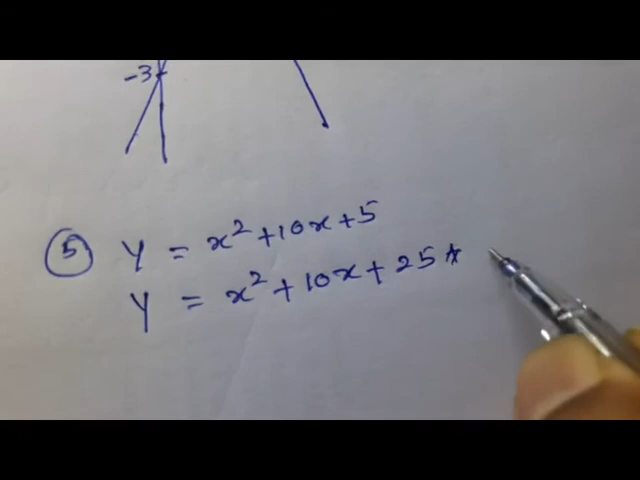 -3
⑤ y = x²+10x+5
y = x²+10x+25